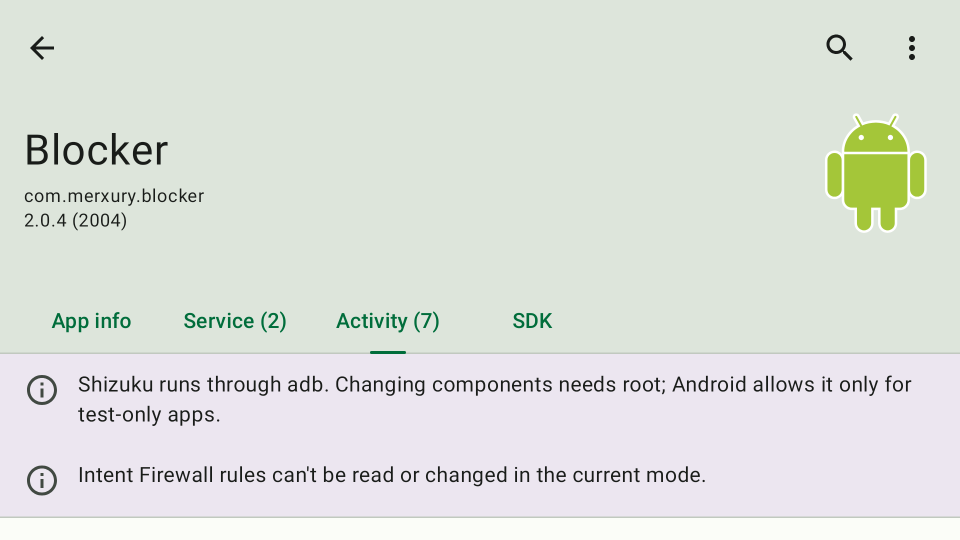 Blocker
com.merxury.blocker
2.0.4 (2004)
App info
Service (2)
Activity (7)
SDK
Shizuku runs through adb. Changing components needs root; Android allows it only for
test-only apps.
Intent Firewall rules can't be read or changed in the current mode.